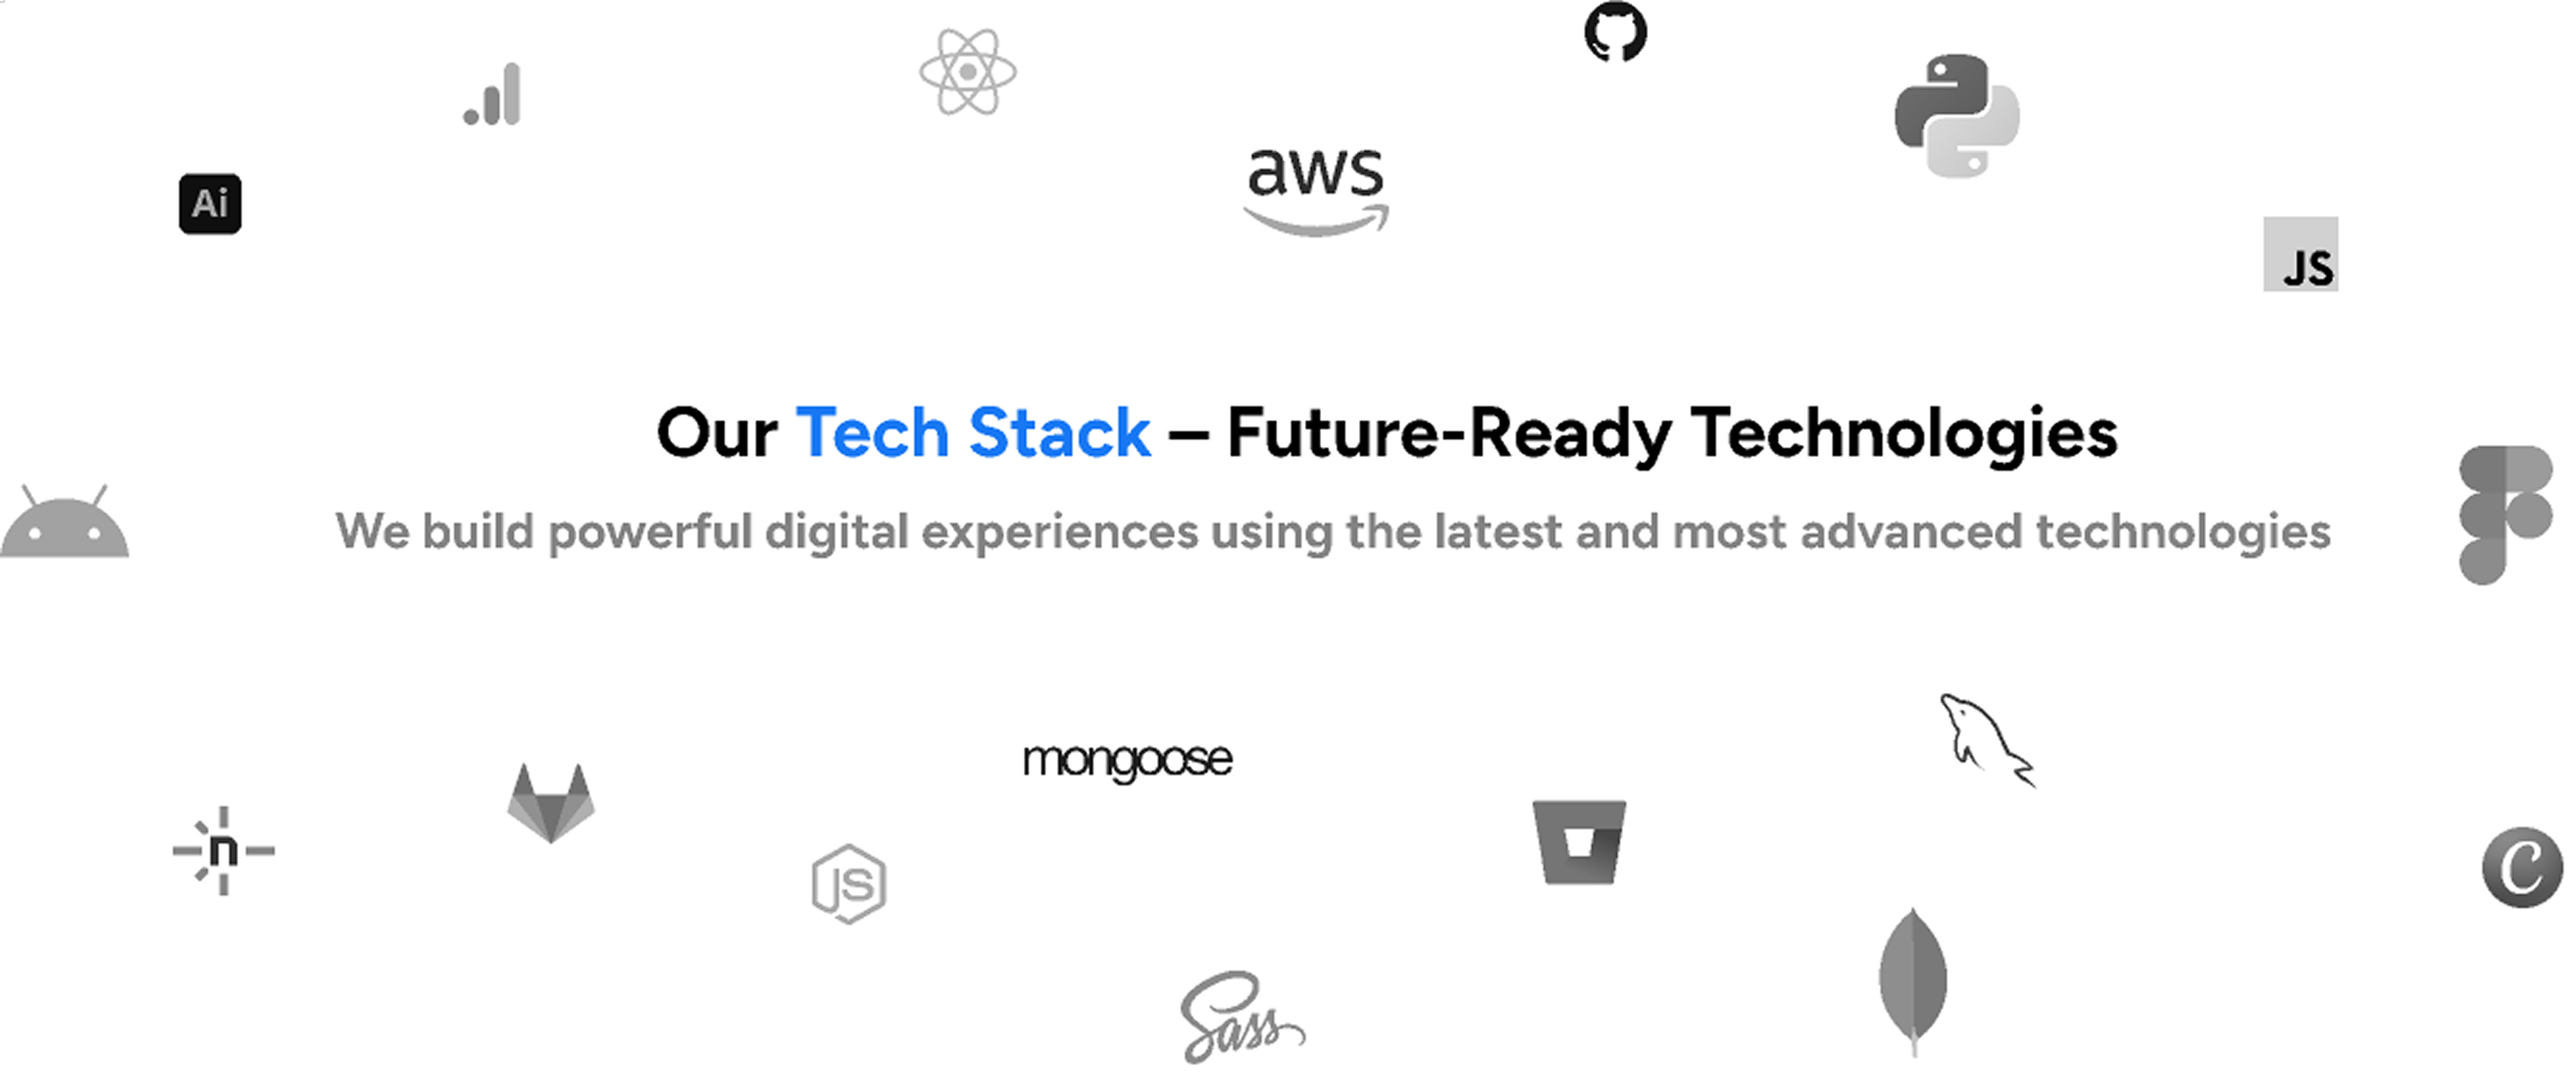 Ai
aws
JS
Our Tech Stack – Future-Ready Technologies
We build powerful digital experiences using the latest and most advanced technologies
mongoose
n
JS
C
Sass